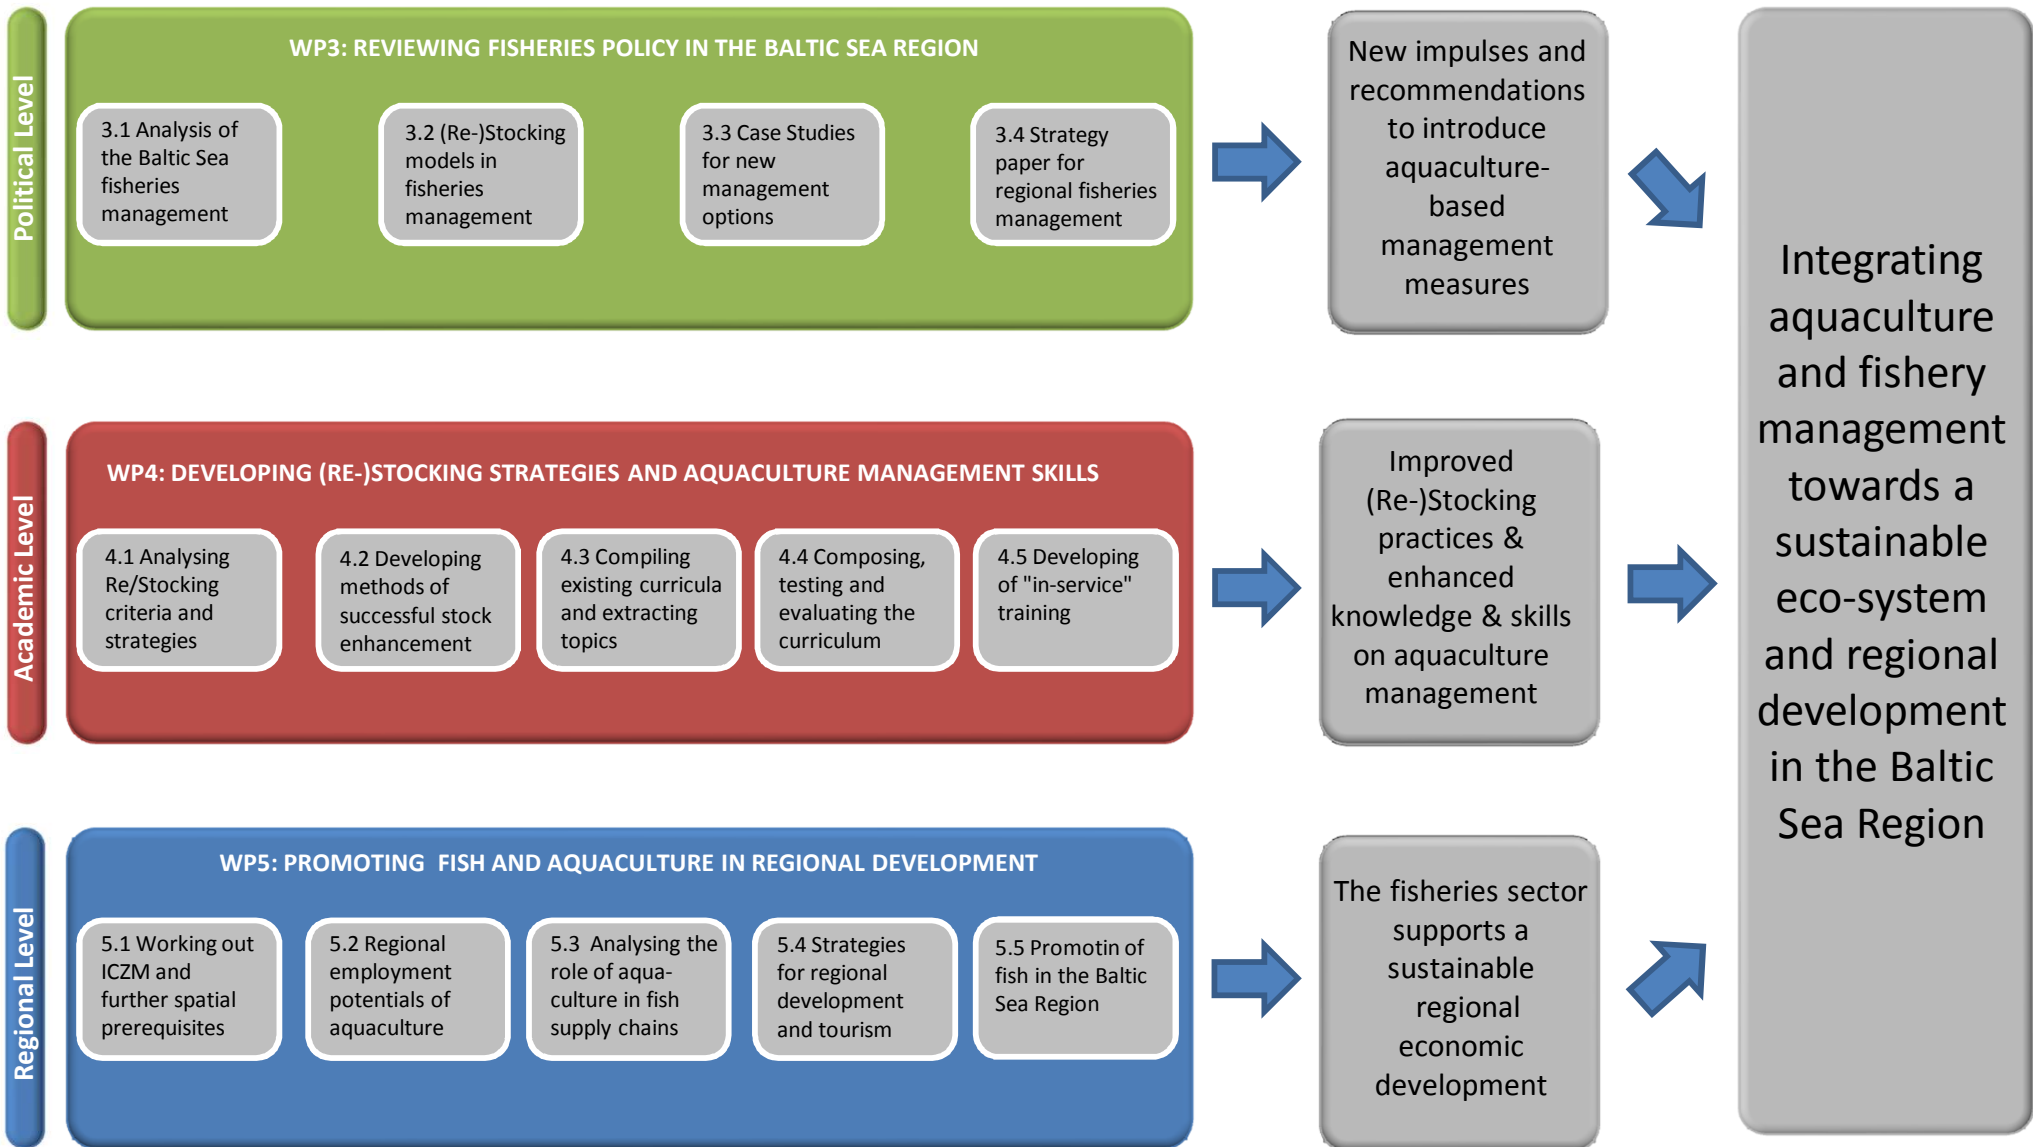 Political Level
WP3: REVIEWING FISHERIES POLICY IN THE BALTIC SEA REGION
3.1 Analysis of
the Baltic Sea
fisheries
management
3.2 (Re-)Stocking
models in
fisheries
management
3.3 Case Studies
for new
management
options
3.4 Strategy
paper for
regional fisheries
management
New impulses and
recommendations
to introduce
aquaculture-
based
management
measures
Academic Level
WP4: DEVELOPING (RE-)STOCKING STRATEGIES AND AQUACULTURE MANAGEMENT SKILLS
4.1 Analysing
Re/Stocking
criteria and
strategies
4.2 Developing
methods of
successful stock
enhancement
4.3 Compiling
existing curricula
and extracting
topics
4.4 Composing,
testing and
evaluating the
curriculum
4.5 Developing
of "in-service"
training
Improved
(Re-)Stocking
practices &
enhanced
knowledge & skills
on aquaculture
management
Regional Level
WP5: PROMOTING FISH AND AQUACULTURE IN REGIONAL DEVELOPMENT
5.1 Working out
ICZM and
further spatial
prerequisites
5.2 Regional
employment
potentials of
aquaculture
5.3 Analysing the
role of aqua-
culture in fish
supply chains
5.4 Strategies
for regional
development
and tourism
5.5 Promotin of
fish in the Baltic
Sea Region
The fisheries sector
supports a
sustainable
regional
economic
development
Integrating
aquaculture
and fishery
management
towards a
sustainable
eco-system
and regional
development
in the Baltic
Sea Region